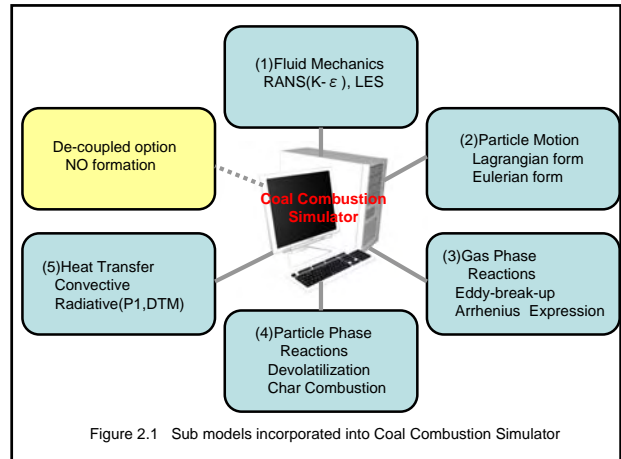 (1)Fluid Mechanics
RANS(K-ε), LES
De-coupled option
NO formation
(2)Particle Motion
Lagrangian form
Eulerian form
Coal Combustion
Simulator
(5)Heat Transfer
Convective
Radiative(P1,DTM)
(3)Gas Phase
Reactions
Eddy-break-up
Arrhenius Expression
(4)Particle Phase
Reactions
Devolatilization
Char Combustion
Figure 2.1 Sub models incorporated into Coal Combustion Simulator